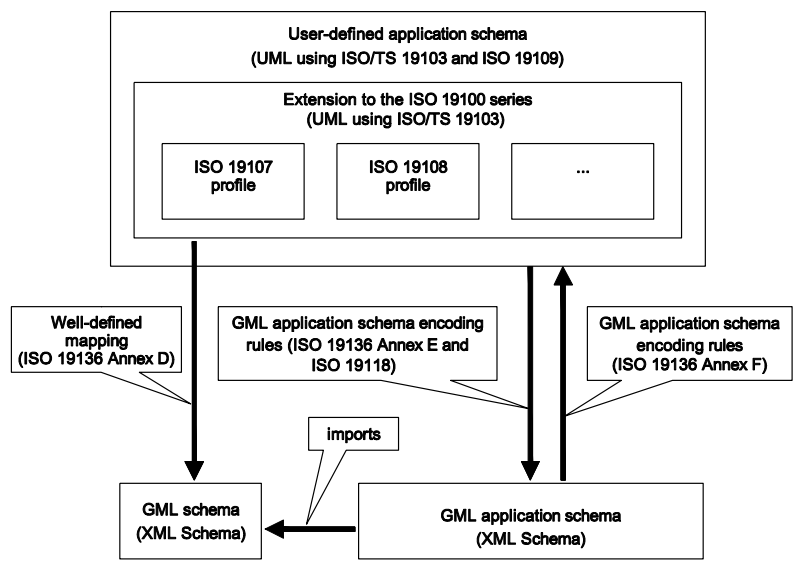 User-defined application schema
(UML using ISO/TS 19103 and ISO 19109)
Extension to the ISO 19100 series
(UML using ISO/TS 19103)
ISO 19107
profile
ISO 19108
profile
...
Well-defined
mapping
(ISO 19136 Annex D)
GML application schema encoding
rules (ISO 19136 Annex E and
ISO 19118)
GML application schema
encoding rules
(ISO 19136 Annex F)
imports
GML schema
(XML Schema)
GML application schema
(XML Schema)